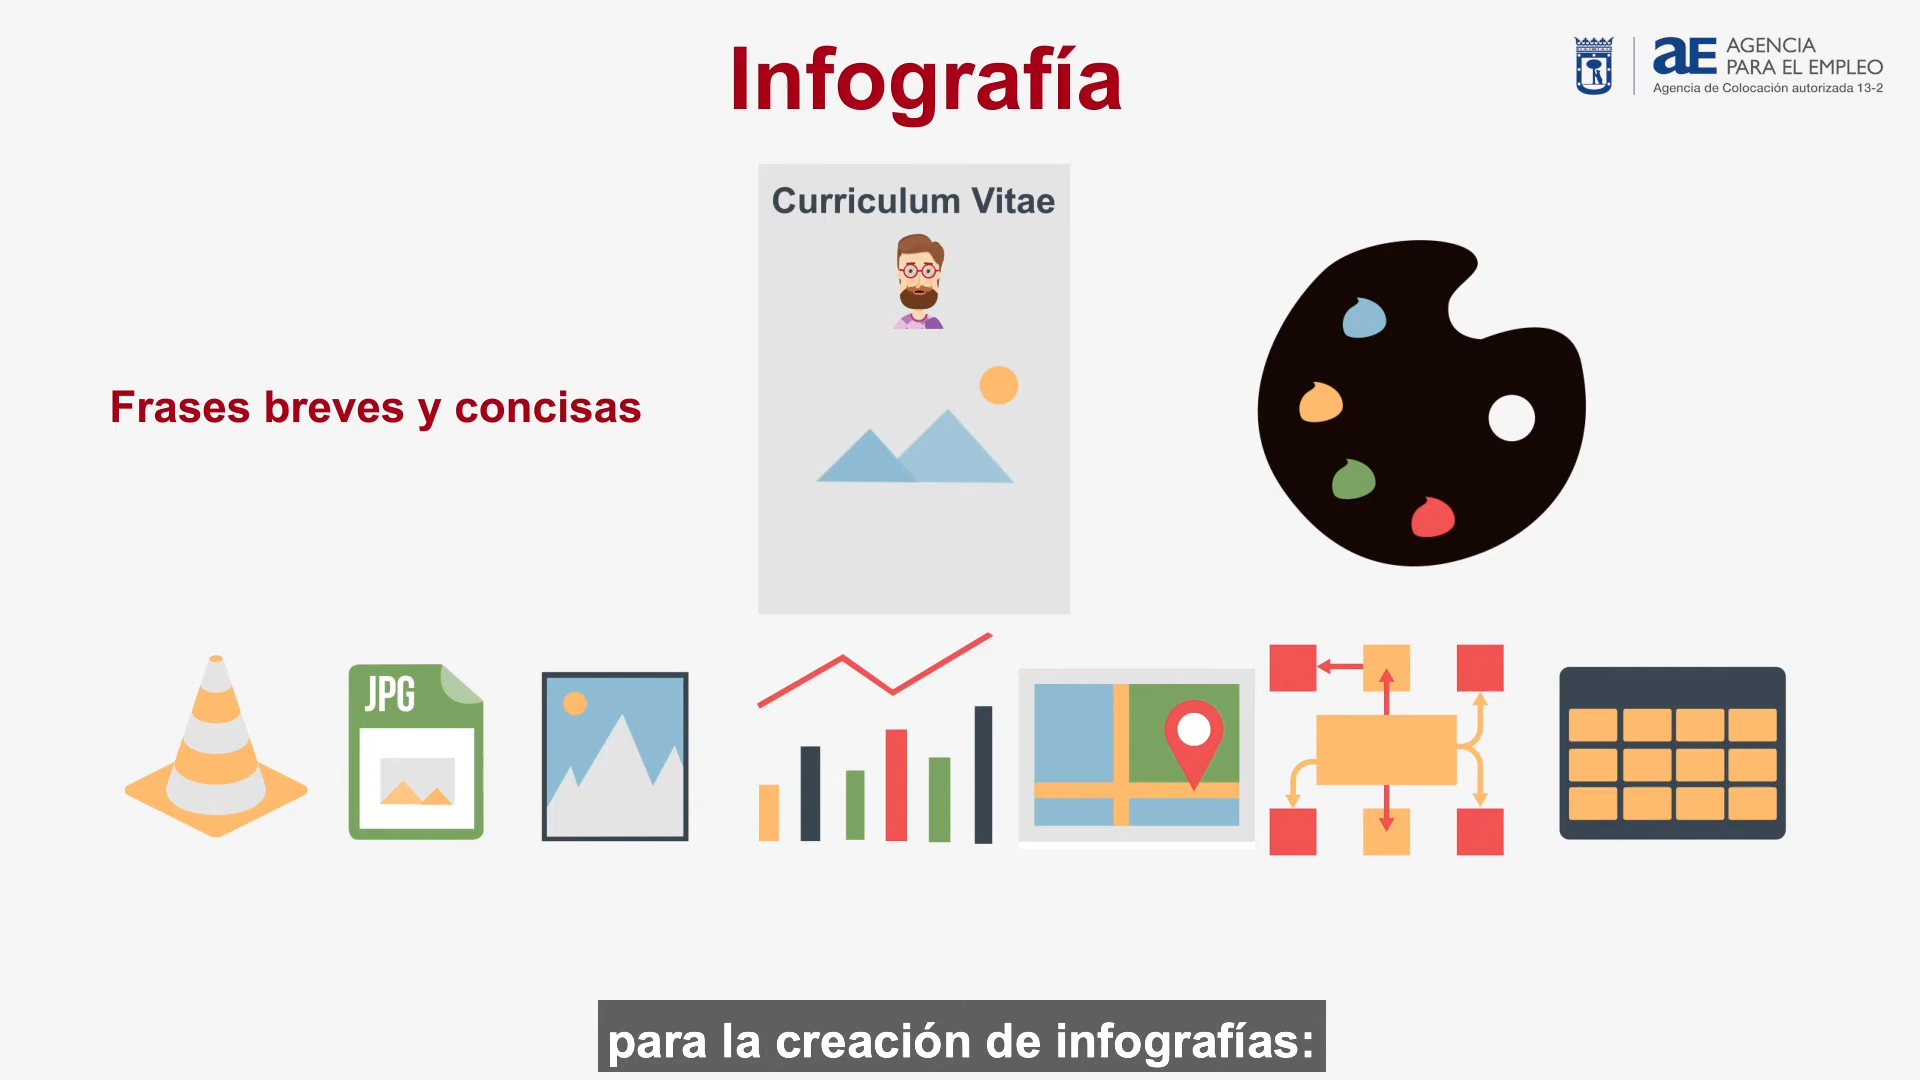 Infografía
aE AGENCIA
PARA EL EMPLEO
Agencia de Colocación autorizada 13-2
Curriculum Vitae
Frases breves y concisas
JPG
para la creación de infografías: